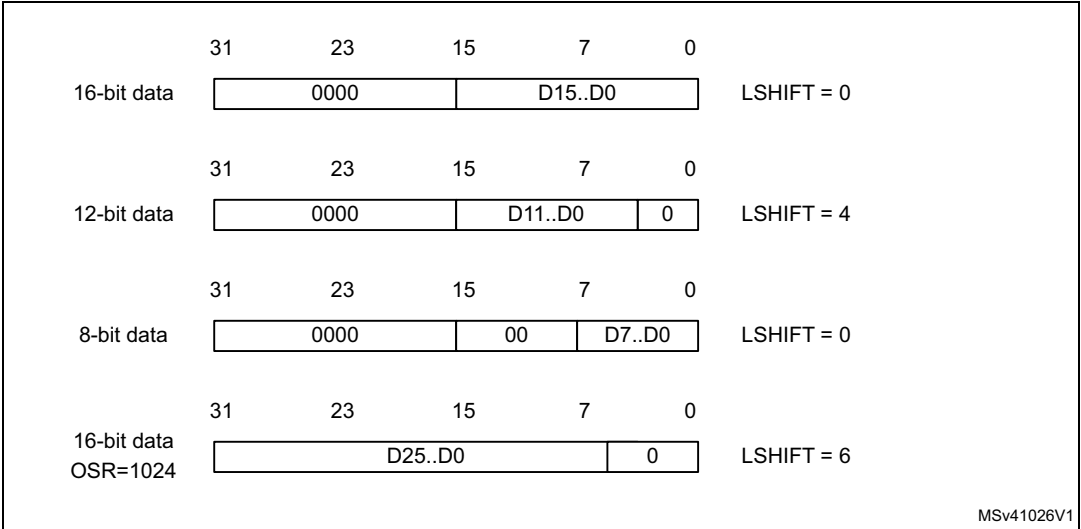 31 23 15 7 0
16-bit data 0000 D15..D0 LSHIFT = 0
31 23 15 7 0
12-bit data 0000 D11..D0 0 LSHIFT = 4
31 23 15 7 0
8-bit data 0000 00 D7..D0 LSHIFT = 0
31 23 15 7 0
16-bit data
OSR=1024 D25..D0 0 LSHIFT = 6
MSv41026V1